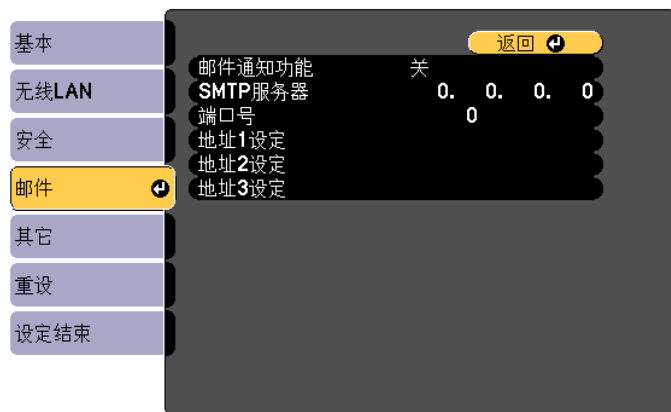 基本
无线LAN
安全
邮件
其它
重设
设定结束
返回
邮件通知功能 关
SMTP服务器 0. 0. 0. 0
端口号 0
地址1设定
地址2设定
地址3设定